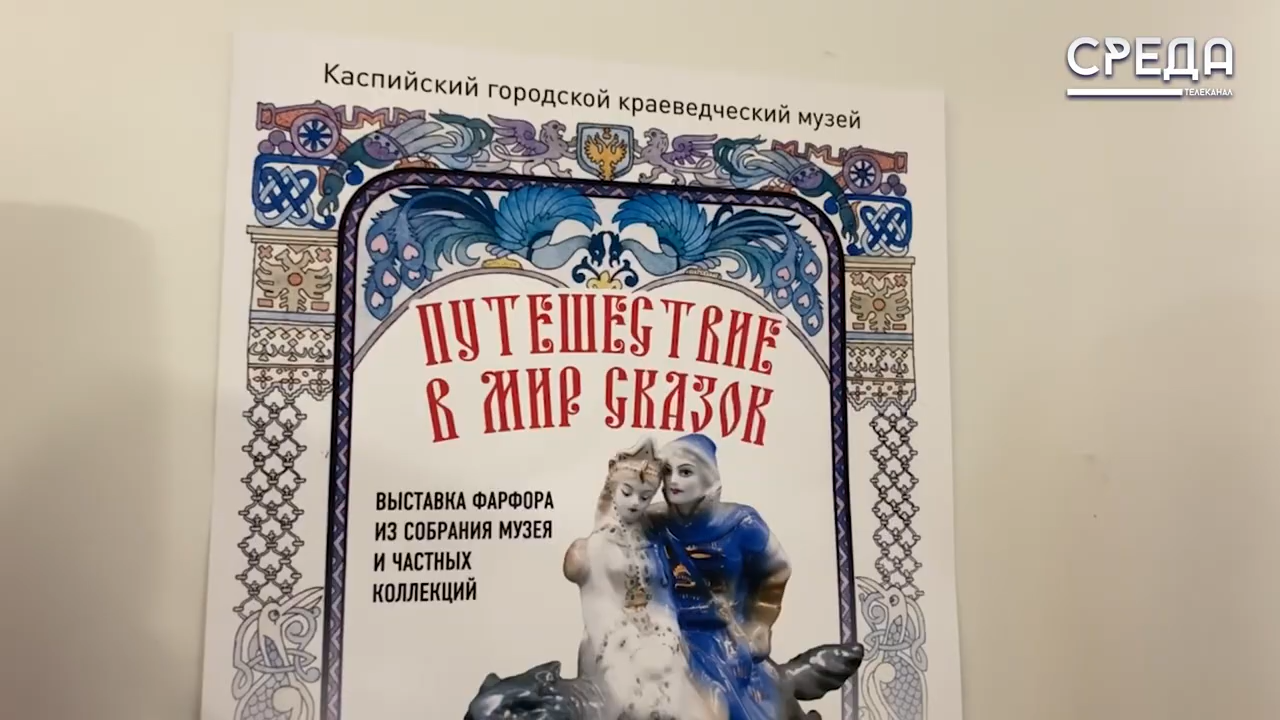 СРЕДА
ТЕЛЕКАНАЛ
Каспийский городской краеведческий музей
ПУТЕШЕСТВИЕ
В МИР СКАЗОК
ВЫСТАВКА ФАРФОРА
ИЗ СОБРАНИЯ МУЗЕЯ
И ЧАСТНЫХ
КОЛЛЕКЦИЙ